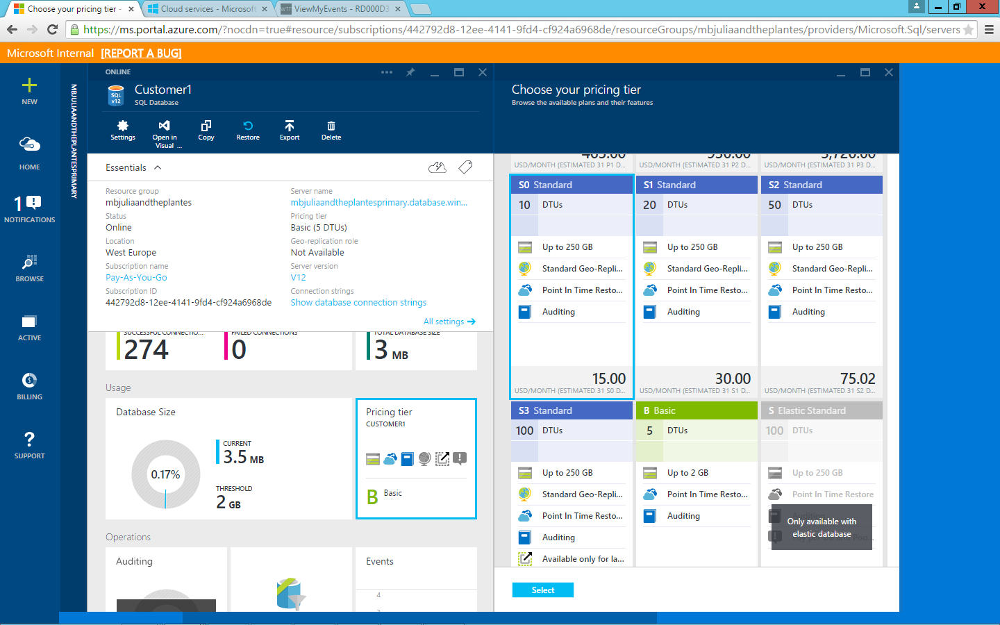 Choose your pricing tier -
Cloud services - Microsoft
ViewMyEvents - RD000D3
https://ms.portal.azure.com/?nocdn=true#resource/subscriptions/442792d8-12ee-4141-9fd4-cf924a6968de/resourceGroups/mbjuliaandtheplantes/providers/Microsoft.Sql/servers
Microsoft Internal [REPORT A BUG]
NEW
HOME
1
NOTIFICATIONS
BROWSE
ACTIVE
BILLING
SUPPORT
MBJULIAANDTHEPLANTESPRIMARY
ONLINE
SQL v12
Customer1
SQL Database
Settings
Open in Visual ...
Copy
Restore
Export
Delete
Essentials
Resource group
mbjuliaandtheplantes
Status
Online
Location
West Europe
Subscription name
Pay-As-You-Go
Subscription ID
442792d8-12ee-4141-9fd4-cf924a6968de
Server name
mbjuliaandtheplantesprimary.database.win...
Pricing tier
Basic (5 DTUs)
Geo-replication role
Not Available
Server version
V12
Connection strings
Show database connection strings
All settings
SUCCESSFUL CONNECTIO...
274
FAILED CONNECTIONS
0
TOTAL DATABASE SIZE
3 MB
Usage
Database Size
0.17%
CURRENT
3.5 MB
THRESHOLD
2 GB
Pricing tier
CUSTOMER1
B Basic
Operations
Auditing
Events
4
Choose your pricing tier
Browse the available plans and their features
USD/MONTH (ESTIMATED 31 P1 D...
USD/MONTH (ESTIMATED 31 P2 D...
USD/MONTH (ESTIMATED 31 P3 D...
S0 Standard
10 DTUs
Up to 250 GB
Standard Geo-Repli...
Point In Time Resto...
Auditing
15.00
USD/MONTH (ESTIMATED 31 S0 D...
S1 Standard
20 DTUs
Up to 250 GB
Standard Geo-Repli...
Point In Time Resto...
Auditing
30.00
USD/MONTH (ESTIMATED 31 S1 D...
S2 Standard
50 DTUs
Up to 250 GB
Standard Geo-Repli...
Point In Time Resto...
Auditing
75.02
USD/MONTH (ESTIMATED 31 S2 D...
S3 Standard
100 DTUs
Up to 250 GB
Standard Geo-Repli...
Point In Time Resto...
Auditing
Available only for la...
B Basic
5 DTUs
Up to 2 GB
Point In Time Resto...
Auditing
S Elastic Standard
100 DTUs
Up to 250 GB
Point In Time Restore
Only available with
elastic database
Select